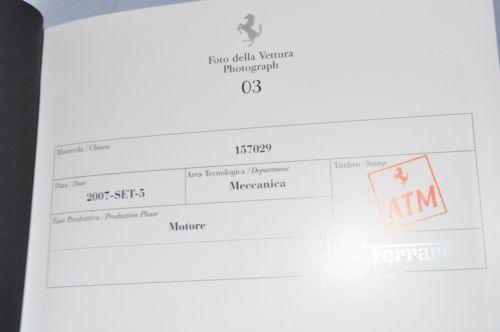 Foto della Vettura
Photograph
03
Matricola / Chassis
157029
Data / Date
2007-SET-5
Area Tecnologica / Department
Meccanica
Timbro / Stamp
ATM
Fase Produttiva / Production Phase
Motore
Ferrari